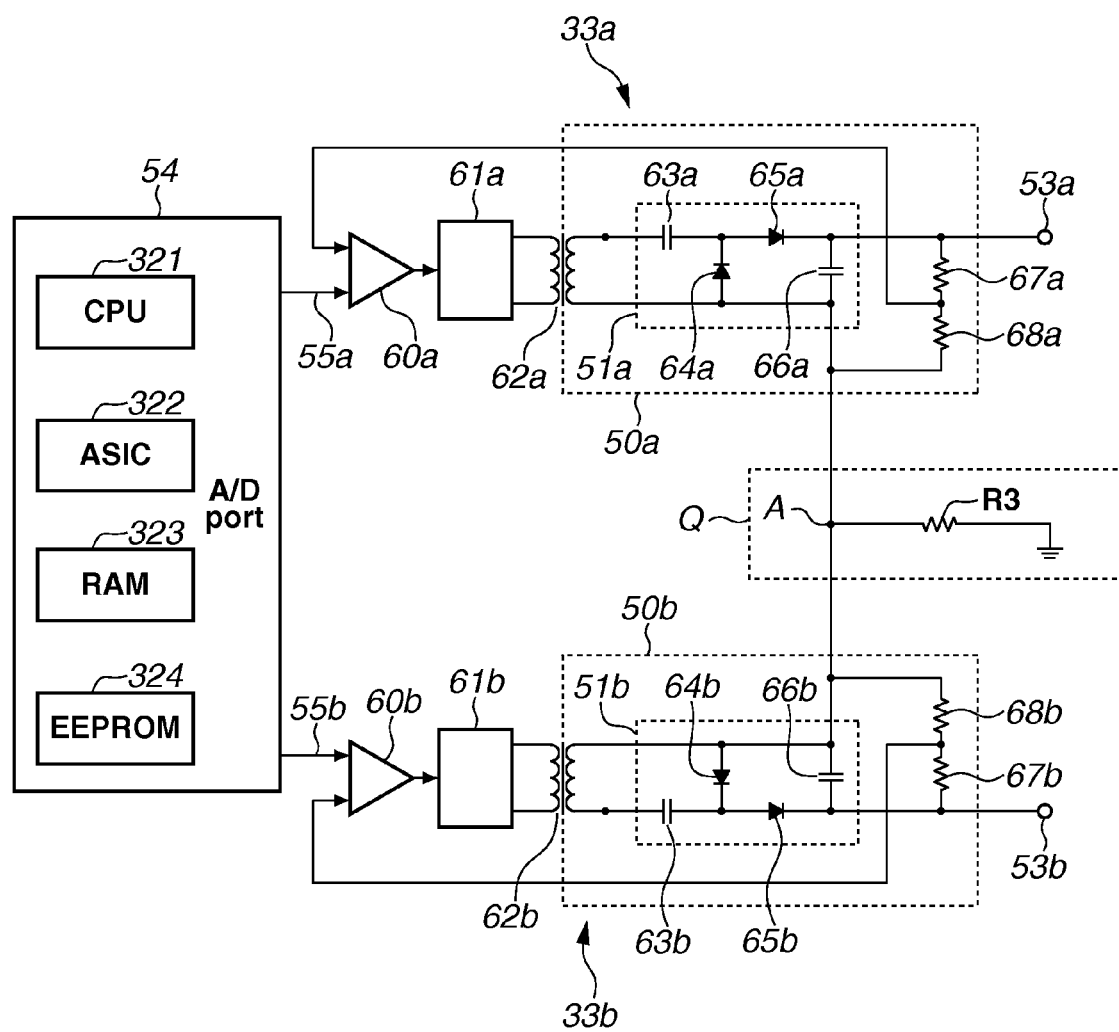 33a
54
61a
63a
65a
53a
321
CPU
67a
55a
60a
62a
51a
64a
66a
68a
50a
322
ASIC
A/D
port
Q
A
R3
323
RAM
50b
324
EEPROM
55b
60b
61b
51b
64b
66b
68b
67b
53b
62b
63b
65b
33b